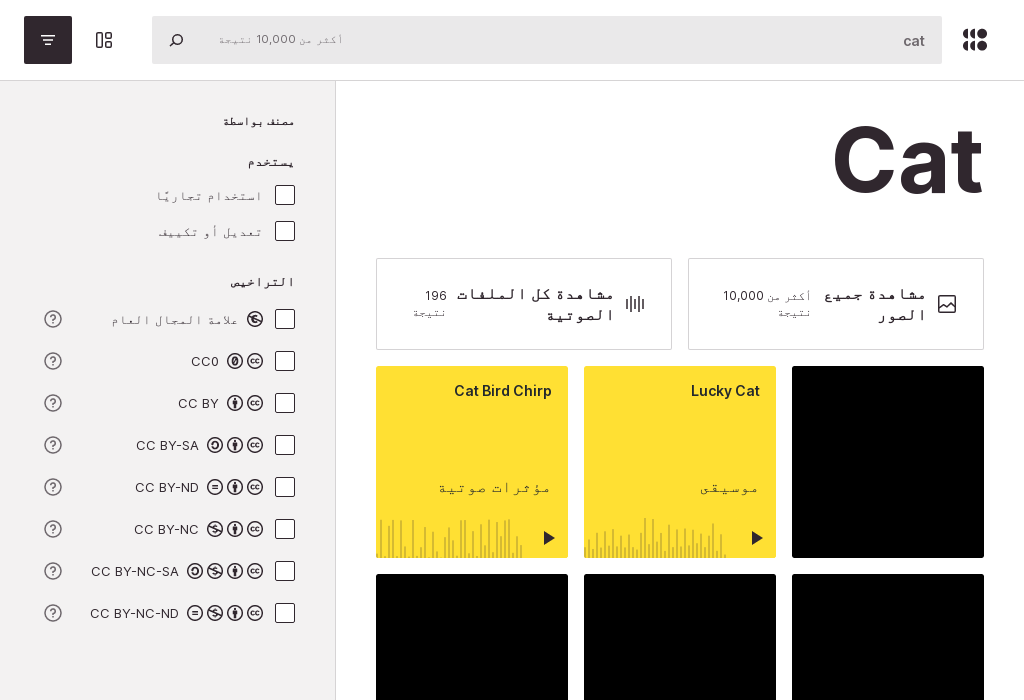 cat
أكثر من 10,000 نتيجة
مصنف بواسطة
يستخدم
استخدام تجاريًا
تعديل أو تكييف
التراخيص
علامة المجال العام
CC0
CC BY
CC BY-SA
CC BY-ND
CC BY-NC
CC BY-NC-SA
CC BY-NC-ND
Cat
مشاهدة جميع
الصور
أكثر من 10,000
نتيجة
مشاهدة كل الملفات
الصوتية
196
نتيجة
Lucky Cat
موسيقى
Cat Bird Chirp
مؤثرات صوتية